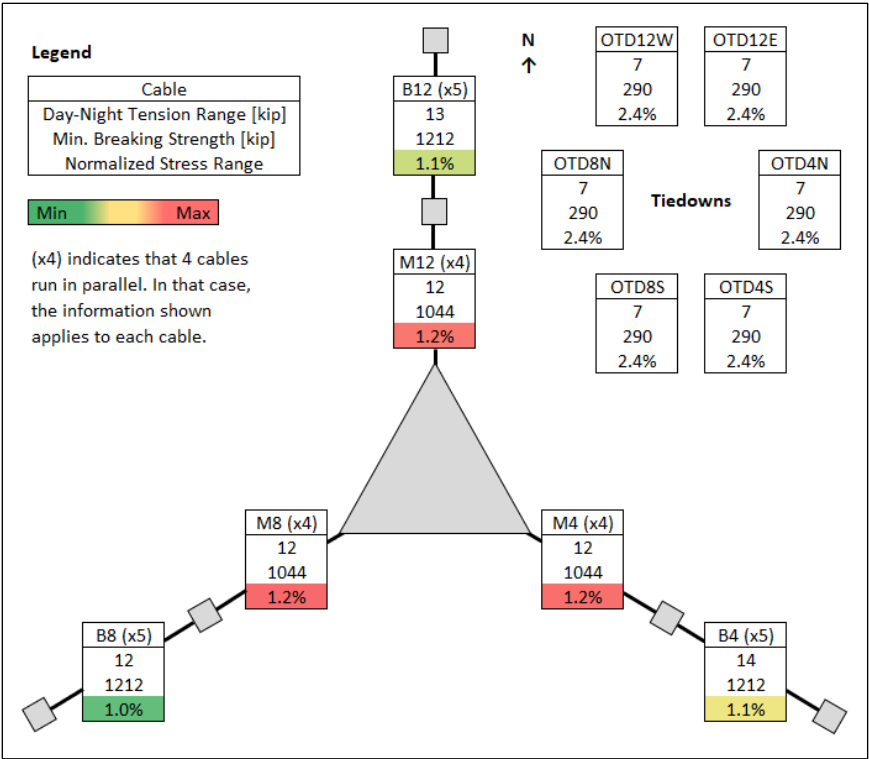 Legend
Cable
Day-Night Tension Range [kip]
Min. Breaking Strength [kip]
Normalized Stress Range
Min Max
(x4) indicates that 4 cables
run in parallel. In that case,
the information shown
applies to each cable.
B12 (x5)
13
1212
1.1%
M12 (x4)
12
1044
1.2%
N
↑
OTD12W
7
290
2.4%
OTD12E
7
290
2.4%
OTD8N
7
290
2.4%
Tiedowns
OTD4N
7
290
2.4%
OTD8S
7
290
2.4%
OTD4S
7
290
2.4%
M8 (x4)
12
1044
1.2%
M4 (x4)
12
1044
1.2%
B8 (x5)
12
1212
1.0%
B4 (x5)
14
1212
1.1%